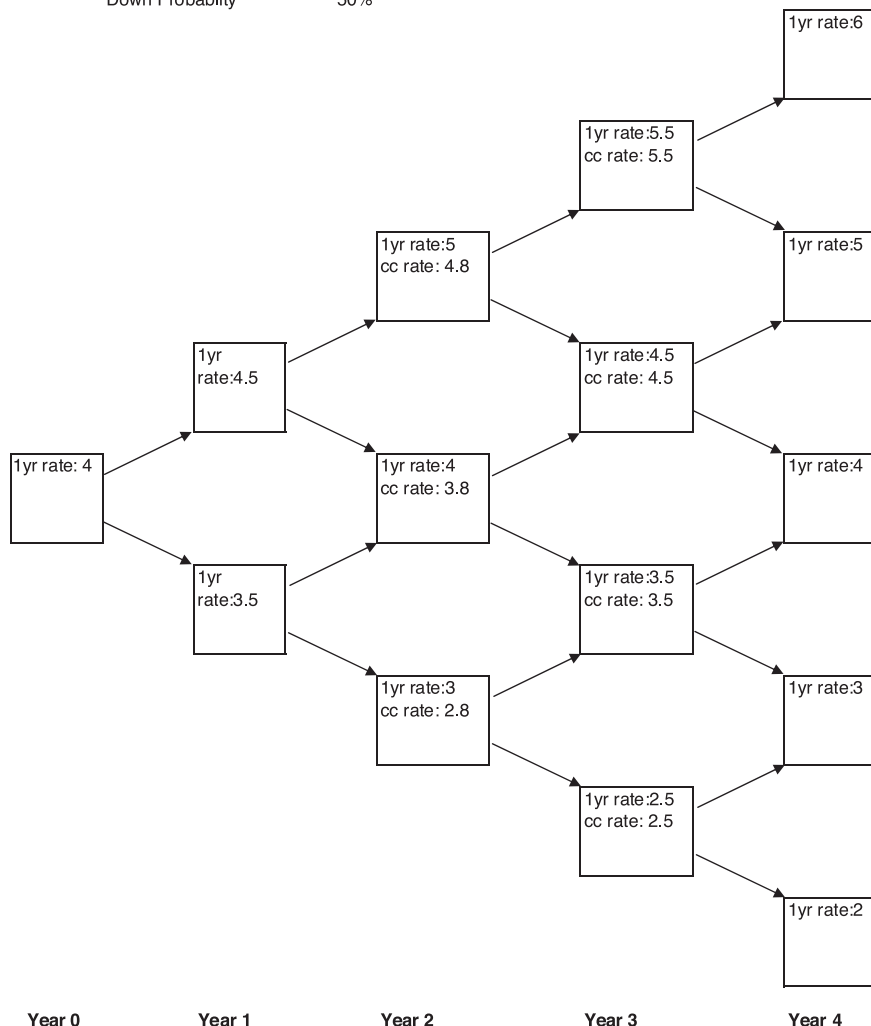 Down Probablity 50%
1yr rate:6
1yr rate:5.5
cc rate: 5.5
1yr rate:5
cc rate: 4.8
1yr rate:5
1yr
rate:4.5
1yr rate:4.5
cc rate: 4.5
1yr rate: 4
1yr rate:4
cc rate: 3.8
1yr rate:4
1yr
rate:3.5
1yr rate:3.5
cc rate: 3.5
1yr rate:3
cc rate: 2.8
1yr rate:3
1yr rate:2.5
cc rate: 2.5
1yr rate:2
Year 0 Year 1 Year 2 Year 3 Year 4